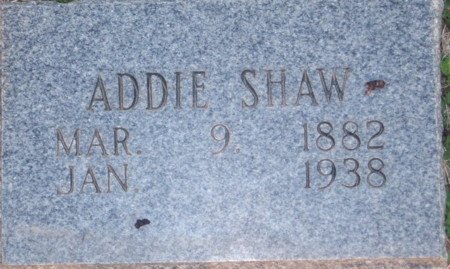 ADDIE SHAW
MAR. 9. 1882
JAN. 1938